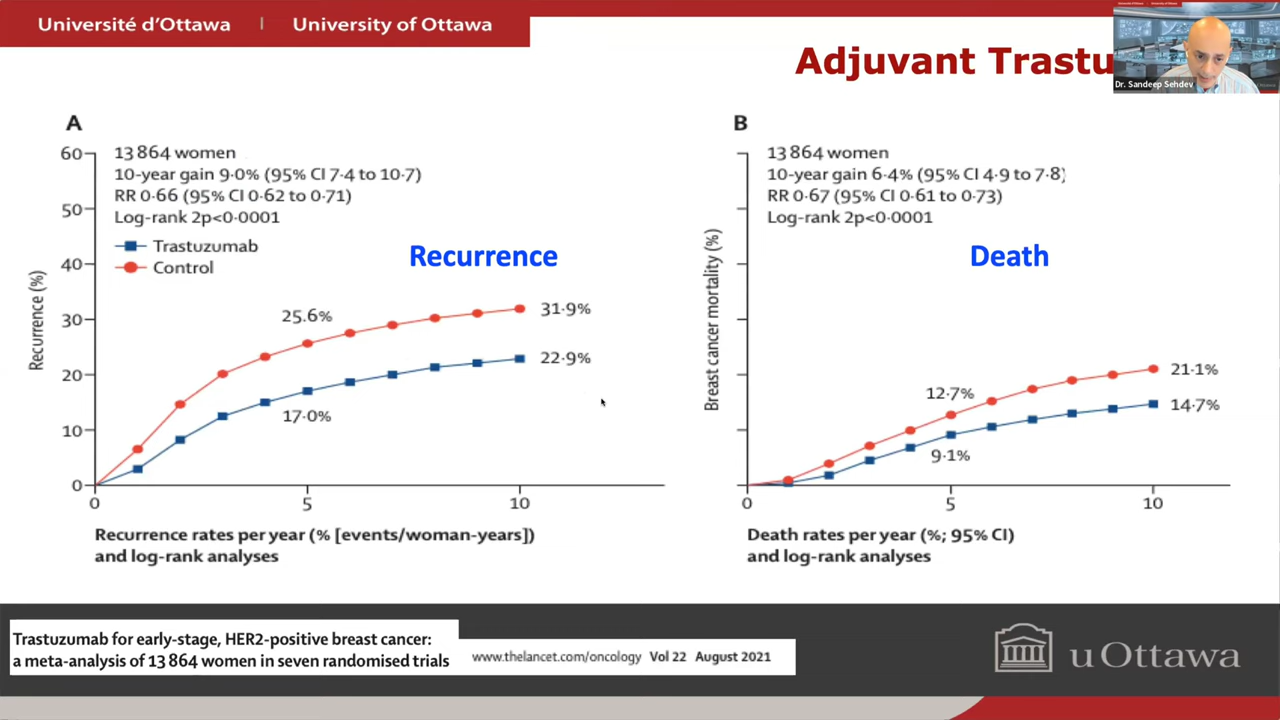 Université d'Ottawa | University of Ottawa
Adjuvant Trastu
Dr. Sandeep Sehdev
A
60
50
40
30
20
10
0
Recurrence (%)
13 864 women
10-year gain 9·0% (95% CI 7·4 to 10·7)
RR 0·66 (95% CI 0·62 to 0·71)
Log-rank 2p<0·0001
Trastuzumab
Control
Recurrence
25.6%
31·9%
22·9%
17·0%
0
5
10
Recurrence rates per year (% [events/woman-years])
and log-rank analyses
B
Breast cancer mortality (%)
13 864 women
10-year gain 6·4% (95% CI 4·9 to 7·8)
RR 0·67 (95% CI 0·61 to 0·73)
Log-rank 2p<0·0001
Death
12·7%
21·1%
14·7%
9·1%
0
5
10
Death rates per year (%; 95% CI)
and log-rank analyses
Trastuzumab for early-stage, HER2-positive breast cancer:
a meta-analysis of 13 864 women in seven randomised trials
www.thelancet.com/oncology Vol 22 August 2021
uOttawa